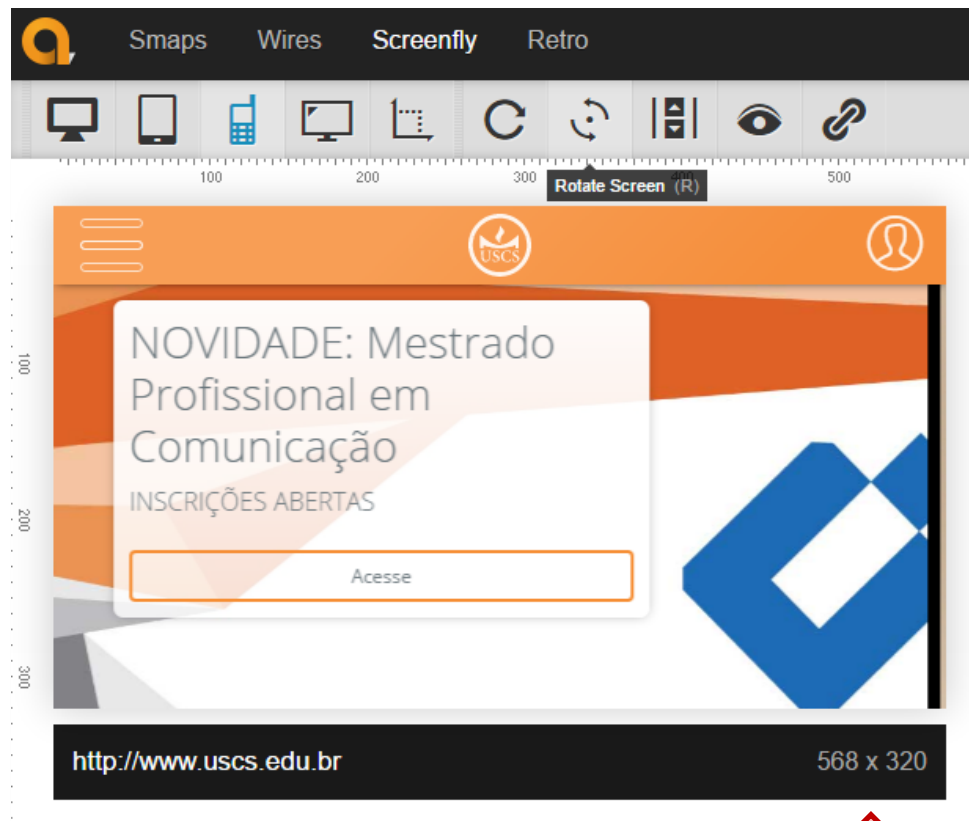 Smaps Wires Screenfly Retro
100 200 300 400 500
Rotate Screen (R)
USCS
100
NOVIDADE: Mestrado
Profissional em
Comunicação
INSCRIÇÕES ABERTAS
200
Acesse
300
http://www.uscs.edu.br 568 x 320